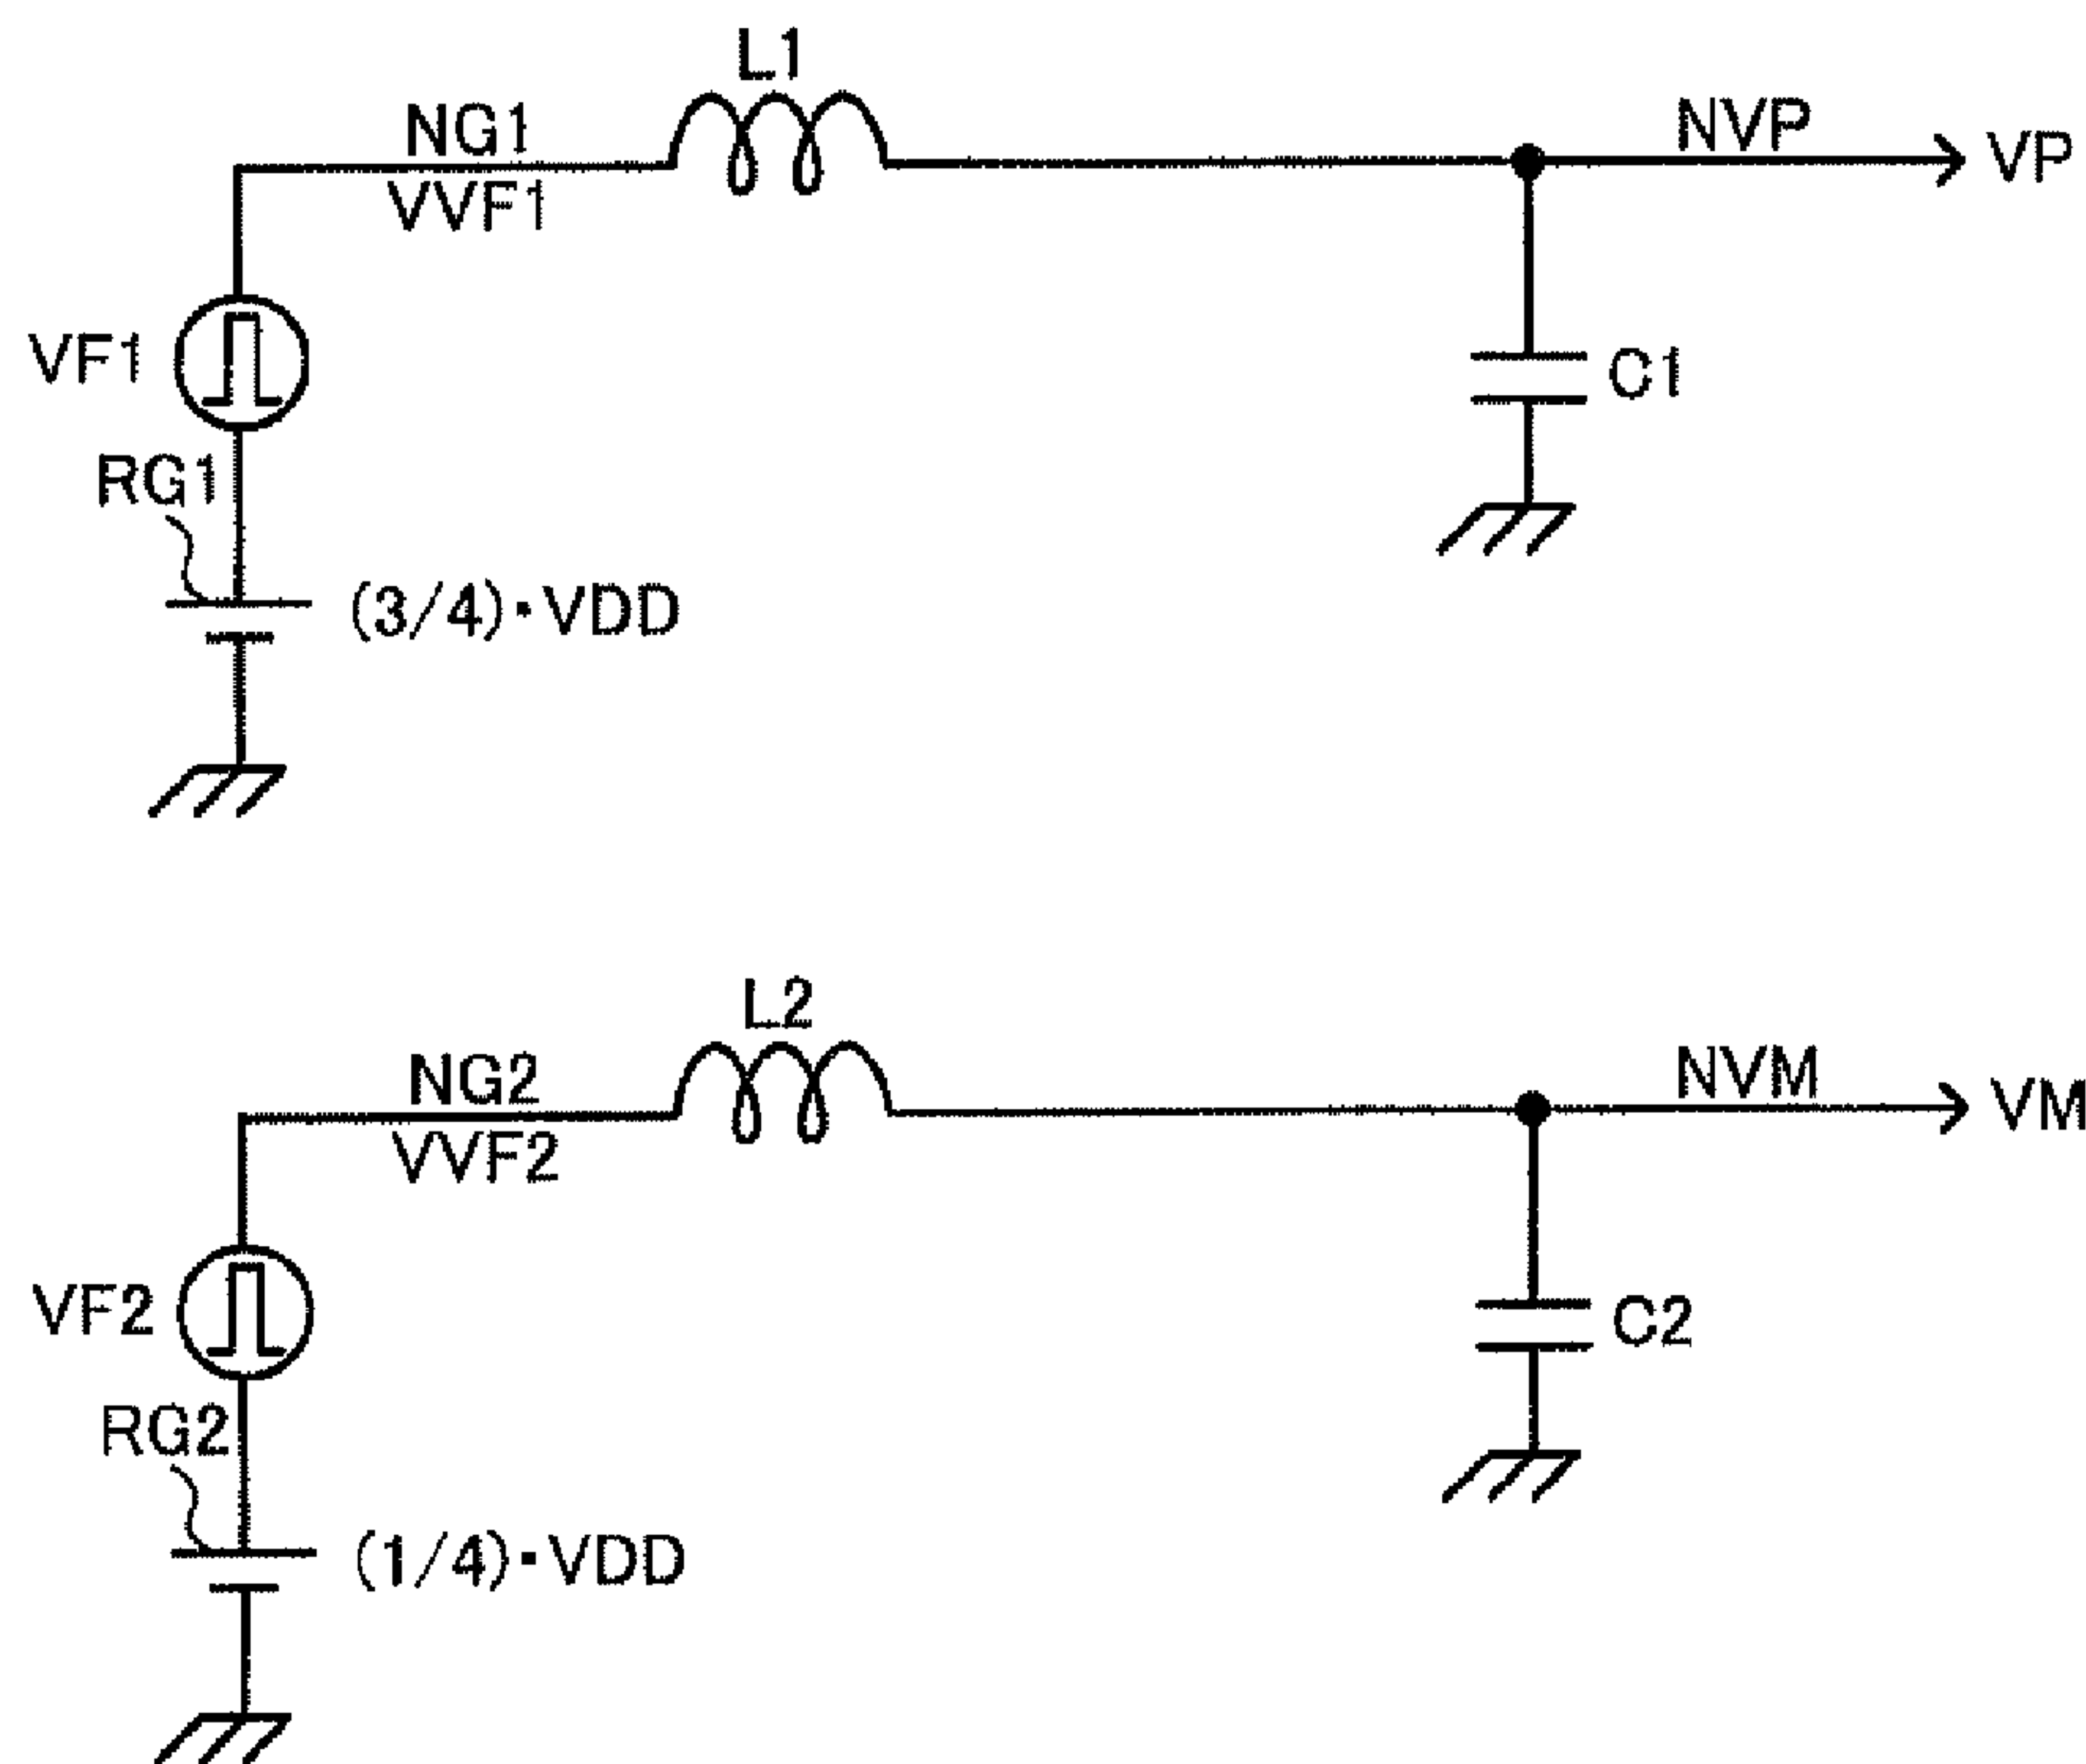 L1
NG1
NVP
VP
VVF1
VF1
C1
RG1
(3/4)·VDD
L2
NG2
NVM
VM
VVF2
VF2
C2
RG2
(1/4)·VDD